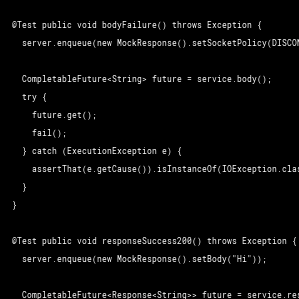 @Test public void bodyFailure() throws Exception {
server.enqueue(new MockResponse().setSocketPolicy(DISCON
CompletableFuture<String> future = service.body();
try {
future.get();
fail();
} catch (ExecutionException e) {
assertThat(e.getCause()).isInstanceOf(IOException.clas
}
}
@Test public void responseSuccess200() throws Exception {
server.enqueue(new MockResponse().setBody("Hi"));
CompletableFuture<Response<String>> future = service.res